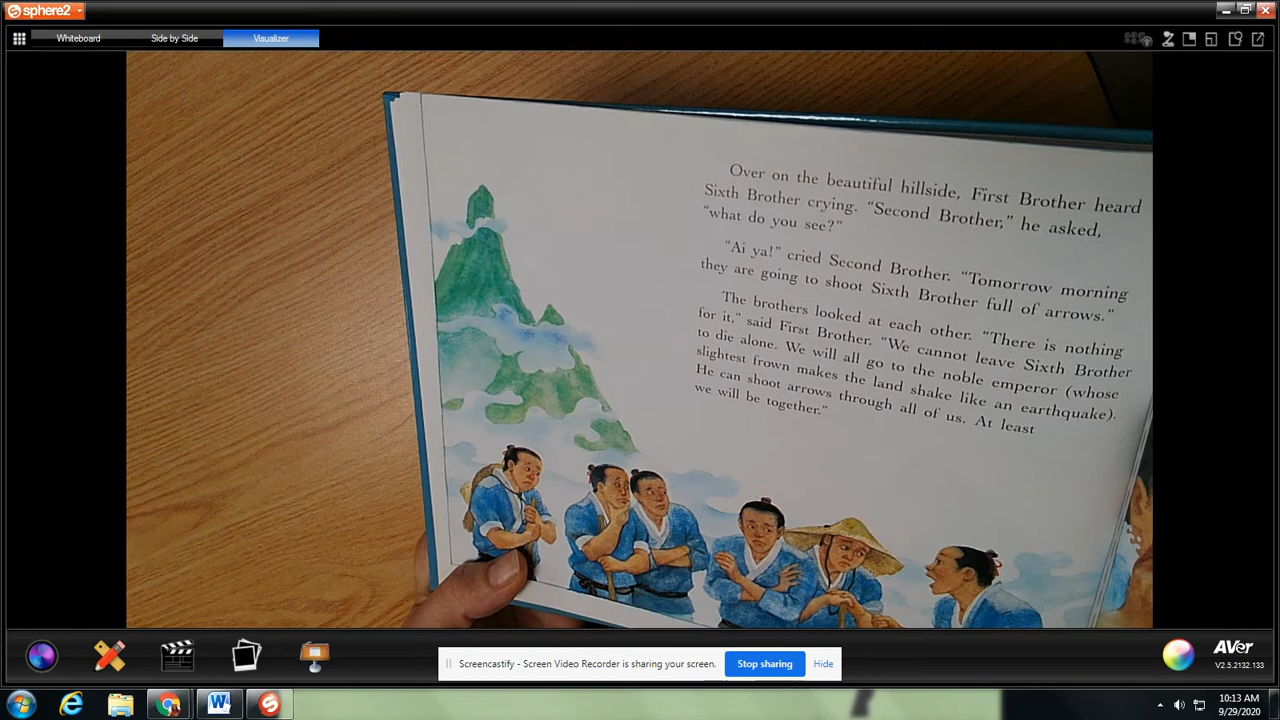 sphere2
Whiteboard
Side by Side
Visualizer
Over on the beautiful hillside, First Brother heard
Sixth Brother crying. “Second Brother,” he asked,
“what do you see?”
“Ai ya!” cried Second Brother. “Tomorrow morning
they are going to shoot Sixth Brother full of arrows.”
The brothers looked at each other. “There is nothing
for it,” said First Brother. “We cannot leave Sixth Brother
to die alone. We will all go to the noble emperor (whose
slightest frown makes the land shake like an earthquake).
He can shoot arrows through all of us. At least
we will be together.”
Screencastify - Screen Video Recorder is sharing your screen.
Stop sharing
Hide
AVer
V2.5.2132.133
10:13 AM
9/29/2020